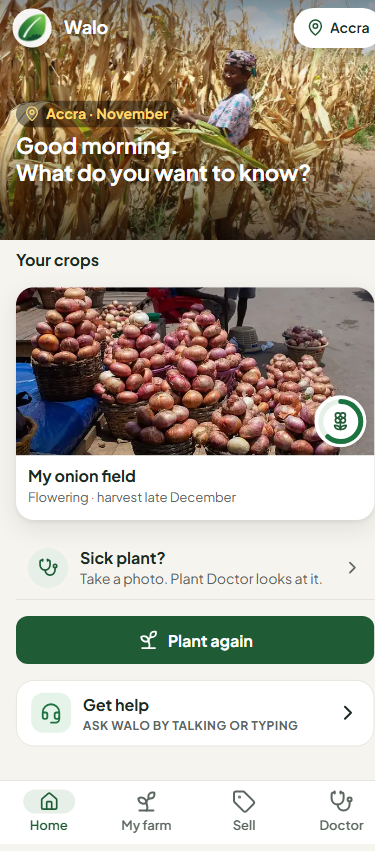 Walo
Accra
Accra · November
Good morning.
What do you want to know?
Your crops
My onion field
Flowering · harvest late December
Sick plant?
Take a photo. Plant Doctor looks at it.
Plant again
Get help
ASK WALO BY TALKING OR TYPING
Home
My farm
Sell
Doctor